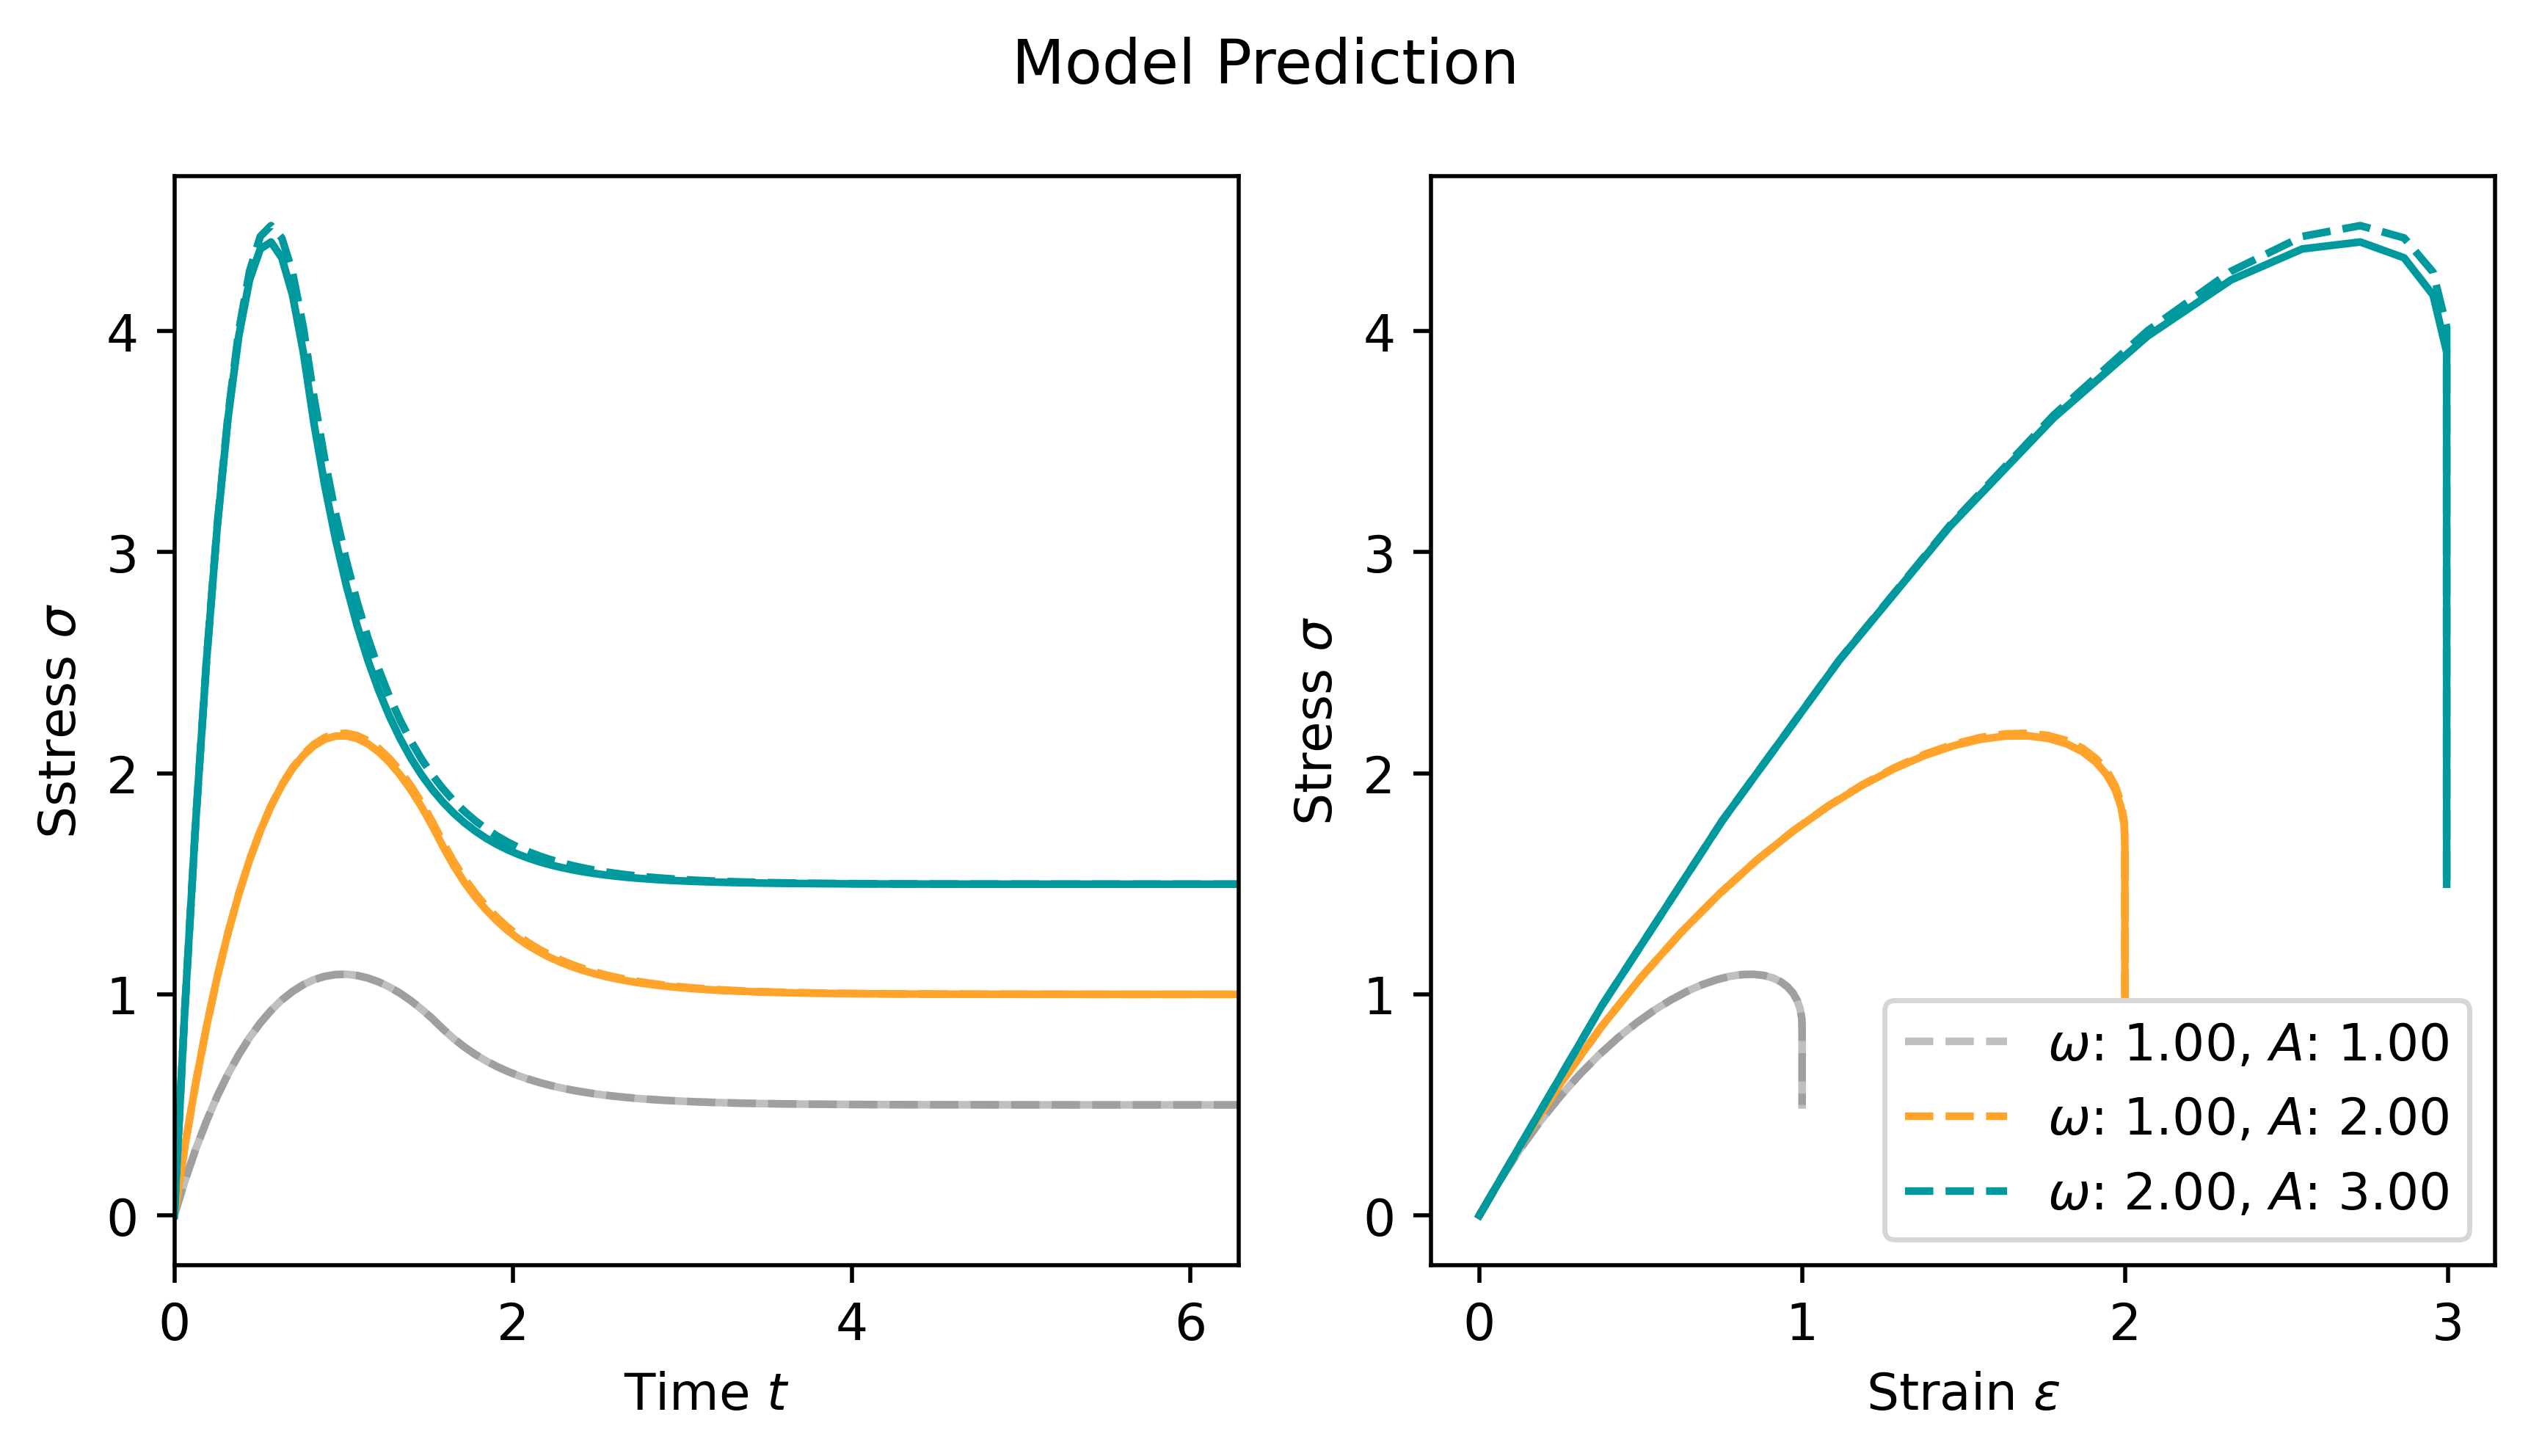 Model Prediction
Sstress σ
4
3
2
1
0
0 2 4 6
Time t
Stress σ
4
3
2
1
0
0 1 2 3
Strain ε
ω: 1.00, A: 1.00
ω: 1.00, A: 2.00
ω: 2.00, A: 3.00